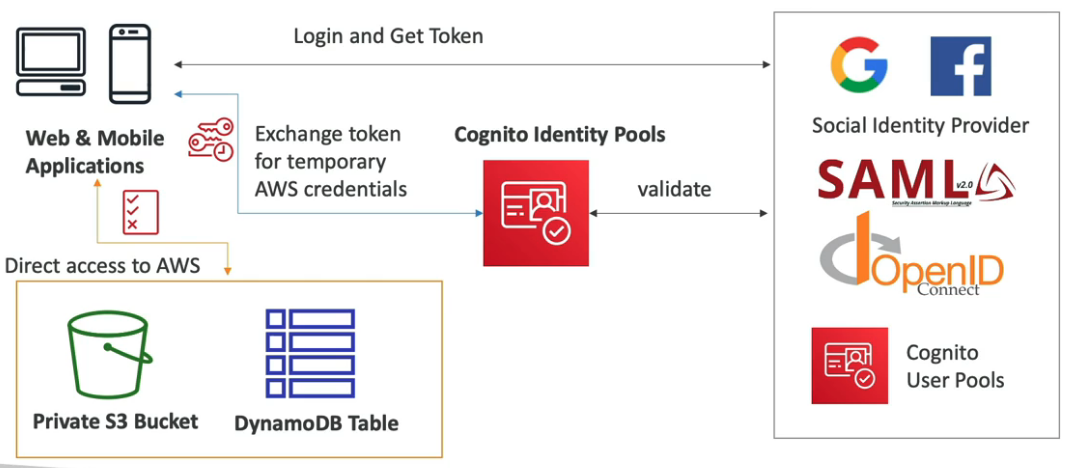 Login and Get Token
Web & Mobile
Applications
Exchange token
for temporary
AWS credentials
Cognito Identity Pools
validate
Social Identity Provider
SAML v2.0
Security Assertion Markup Language
OpenID
Connect
Cognito
User Pools
Direct access to AWS
Private S3 Bucket
DynamoDB Table